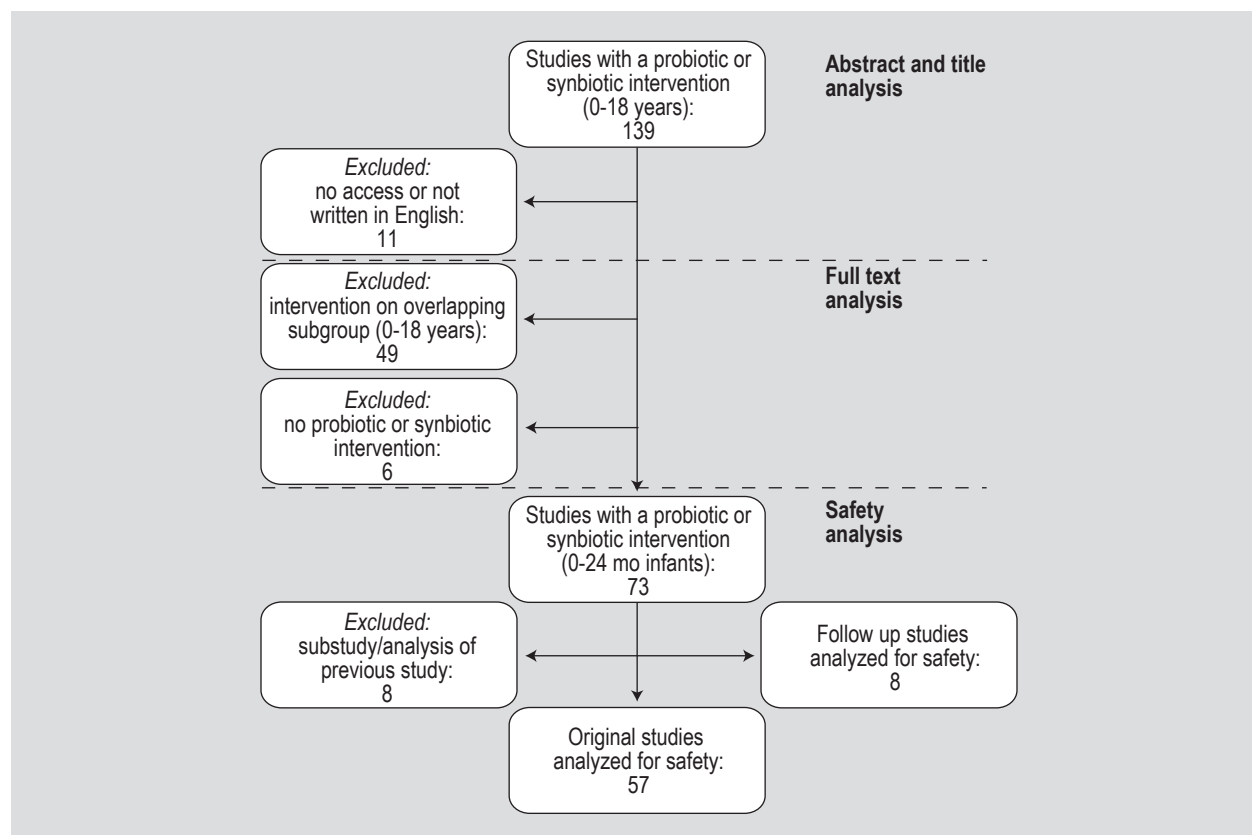 Studies with a probiotic or
synbiotic intervention
(0-18 years):
139
Abstract and title
analysis
Excluded:
no access or not
written in English:
11
Excluded:
intervention on overlapping
subgroup (0-18 years):
49
Full text
analysis
Excluded:
no probiotic or synbiotic
intervention:
6
Studies with a probiotic or
synbiotic intervention
(0-24 mo infants):
73
Safety
analysis
Excluded:
substudy/analysis of
previous study:
8
Follow up studies
analyzed for safety:
8
Original studies
analyzed for safety:
57